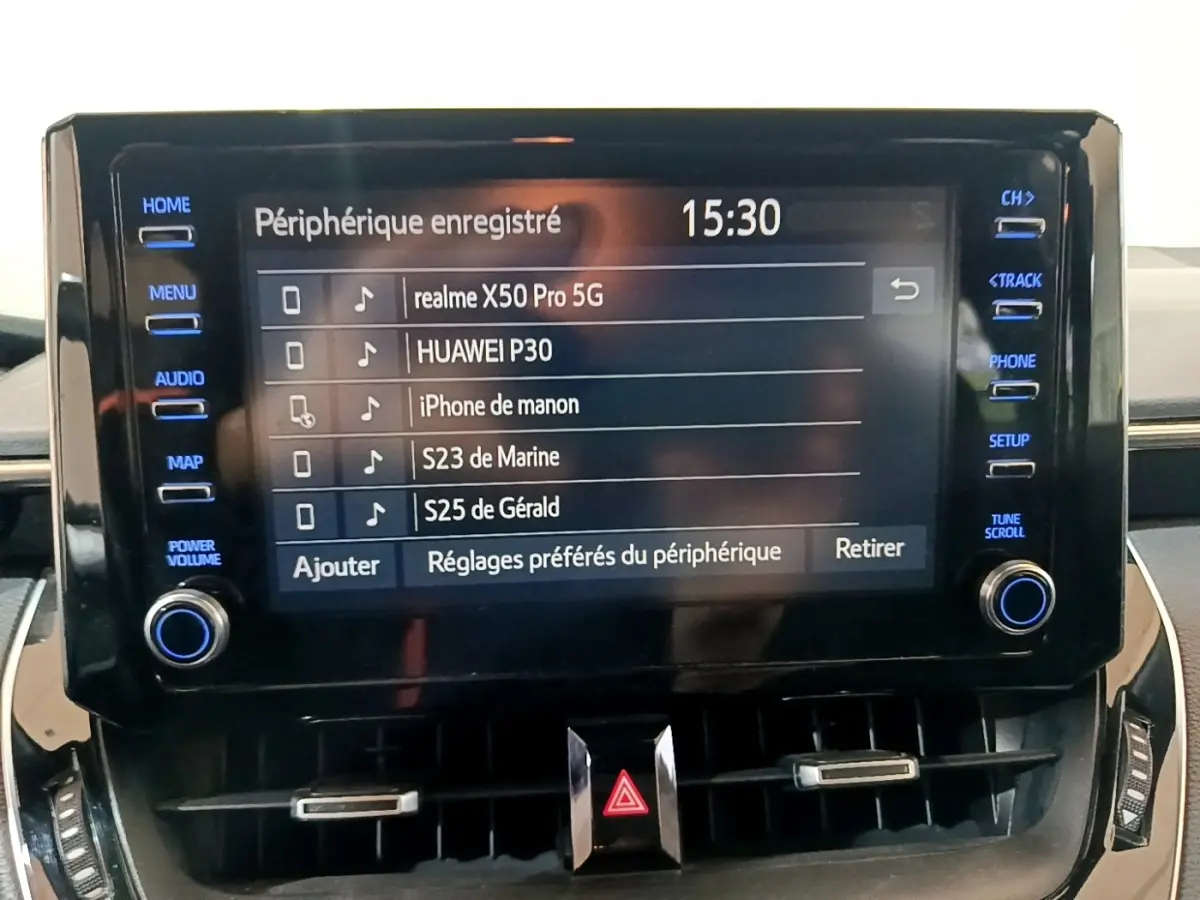 HOME
MENU
AUDIO
MAP
POWER
VOLUME
Périphérique enregistré 15:30
realme X50 Pro 5G
HUAWEI P30
iPhone de manon
S23 de Marine
S25 de Gérald
Ajouter Réglages préférés du périphérique Retirer
CH>
<TRACK
PHONE
SETUP
TUNE
SCROLL